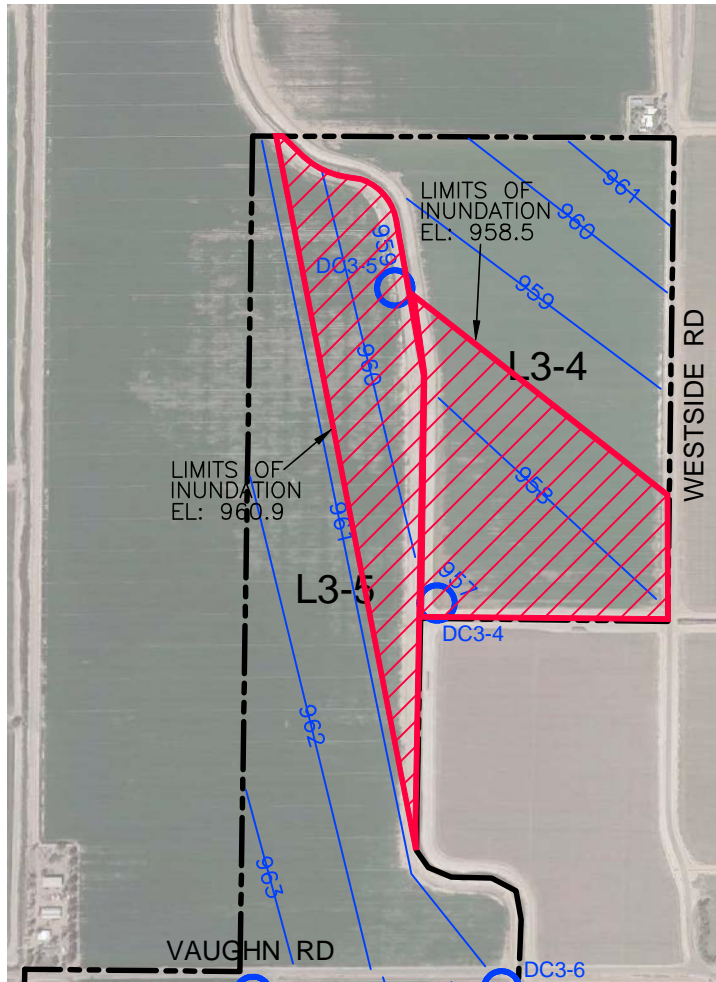 961
960
LIMITS OF
INUNDATION
EL: 958.5
959
DC3-5
959
960
L3-4
WESTSIDE RD
LIMITS OF
INUNDATION
EL: 960.9
961
958
L3-5
957
DC3-4
962
963
VAUGHN RD
DC3-6